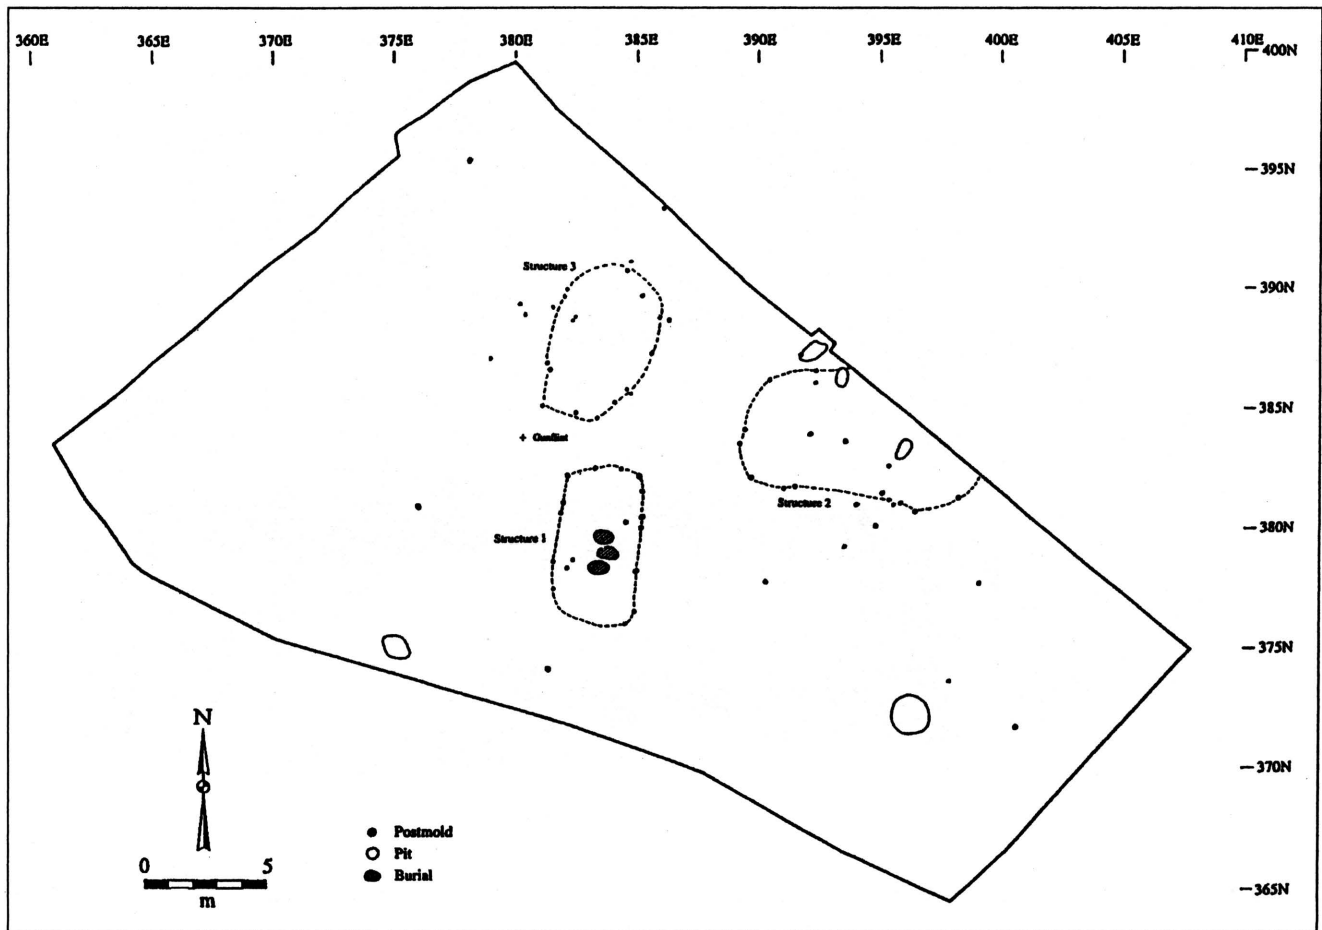 360E 365E 370E 375E 380E 385E 390E 395E 400E 405E 410E
400N
395N
390N
385N
380N
375N
370N
365N
Structure 3
+ Gunflint
Structure 2
Structure 1
N
0 5
m
Postmold
Pit
Burial